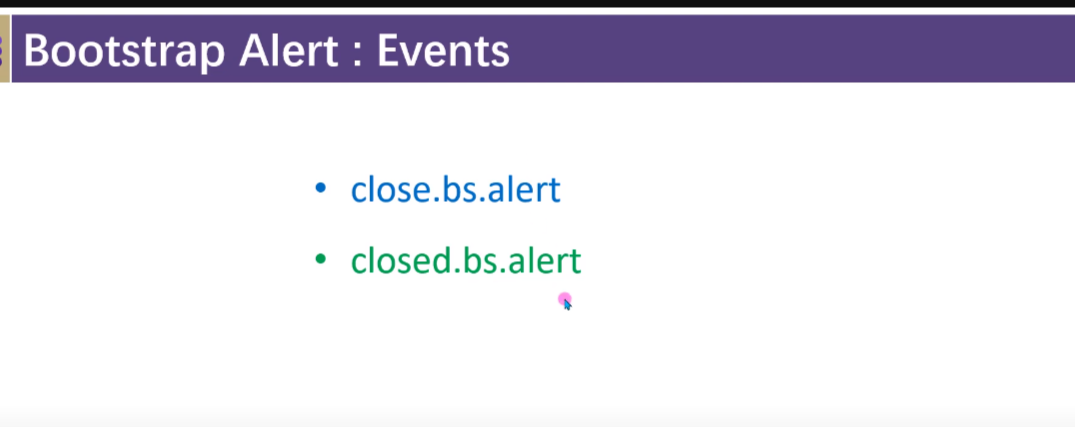 Bootstrap Alert : Events
• close.bs.alert
• closed.bs.alert